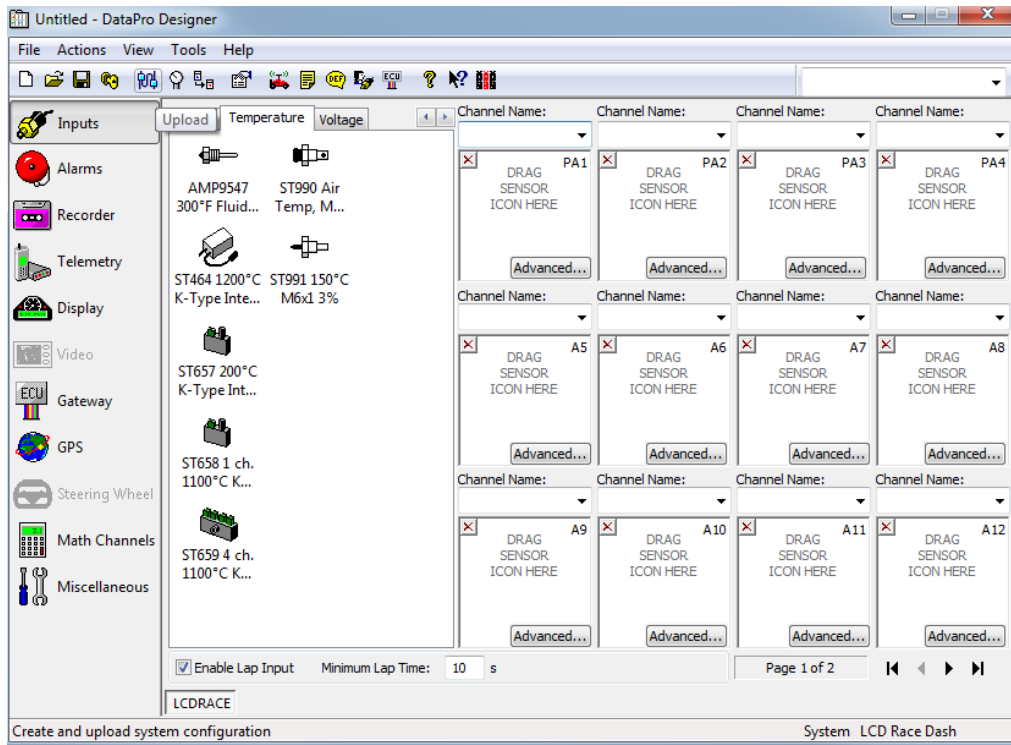 Untitled - DataPro Designer
File Actions View Tools Help
DEF
ECU
Inputs
Alarms
Recorder
Telemetry
Display
Video
ECU
Gateway
GPS
Steering Wheel
Math Channels
Miscellaneous
Upload
Temperature
Voltage
AMP9547
300°F Fluid...
ST990 Air
Temp, M...
ST464 1200°C
K-Type Inte...
ST991 150°C
M6x1 3%
ST657 200°C
K-Type Int...
ST658 1 ch.
1100°C K...
ST659 4 ch.
1100°C K...
Channel Name: Channel Name: Channel Name: Channel Name:
PA1 PA2 PA3 PA4
DRAG DRAG DRAG DRAG
SENSOR SENSOR SENSOR SENSOR
ICON HERE ICON HERE ICON HERE ICON HERE
Advanced... Advanced... Advanced... Advanced...
Channel Name: Channel Name: Channel Name: Channel Name:
A5 A6 A7 A8
DRAG DRAG DRAG DRAG
SENSOR SENSOR SENSOR SENSOR
ICON HERE ICON HERE ICON HERE ICON HERE
Advanced... Advanced... Advanced... Advanced...
Channel Name: Channel Name: Channel Name: Channel Name:
A9 A10 A11 A12
DRAG DRAG DRAG DRAG
SENSOR SENSOR SENSOR SENSOR
ICON HERE ICON HERE ICON HERE ICON HERE
Advanced... Advanced... Advanced... Advanced...
Enable Lap Input Minimum Lap Time: 10 s
Page 1 of 2
LCDRACE
Create and upload system configuration
System LCD Race Dash